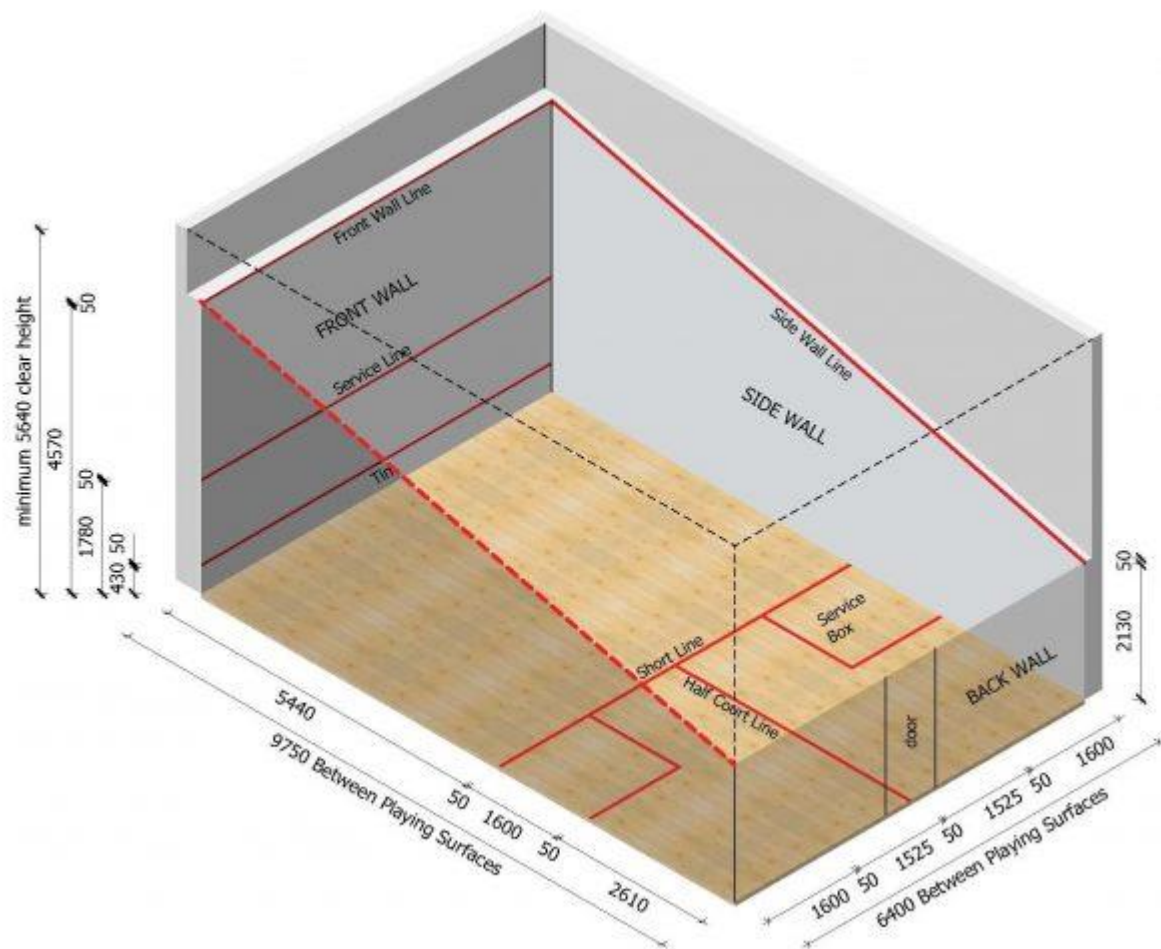 Front Wall Line
FRONT WALL
Service Line
Tin
Side Wall Line
SIDE WALL
Service
Box
Short Line
Half Court Line
door
BACK WALL
minimum 5640 clear height
4570
50
1780
50
430
50
50
2130
5440
50
1600
50
2610
9750 Between Playing Surfaces
1600
50
1525
50
1525
50
1600
6400 Between Playing Surfaces